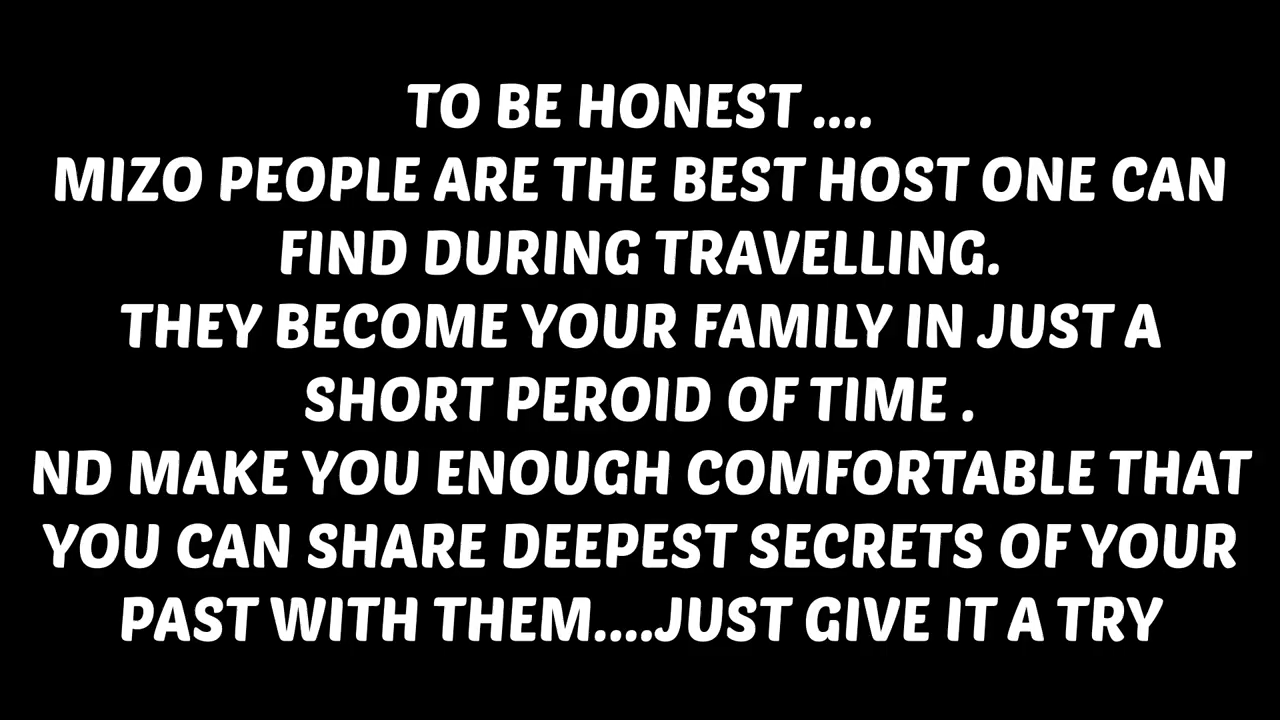 TO BE HONEST ....
MIZO PEOPLE ARE THE BEST HOST ONE CAN
FIND DURING TRAVELLING.
THEY BECOME YOUR FAMILY IN JUST A
SHORT PEROID OF TIME .
ND MAKE YOU ENOUGH COMFORTABLE THAT
YOU CAN SHARE DEEPEST SECRETS OF YOUR
PAST WITH THEM....JUST GIVE IT A TRY